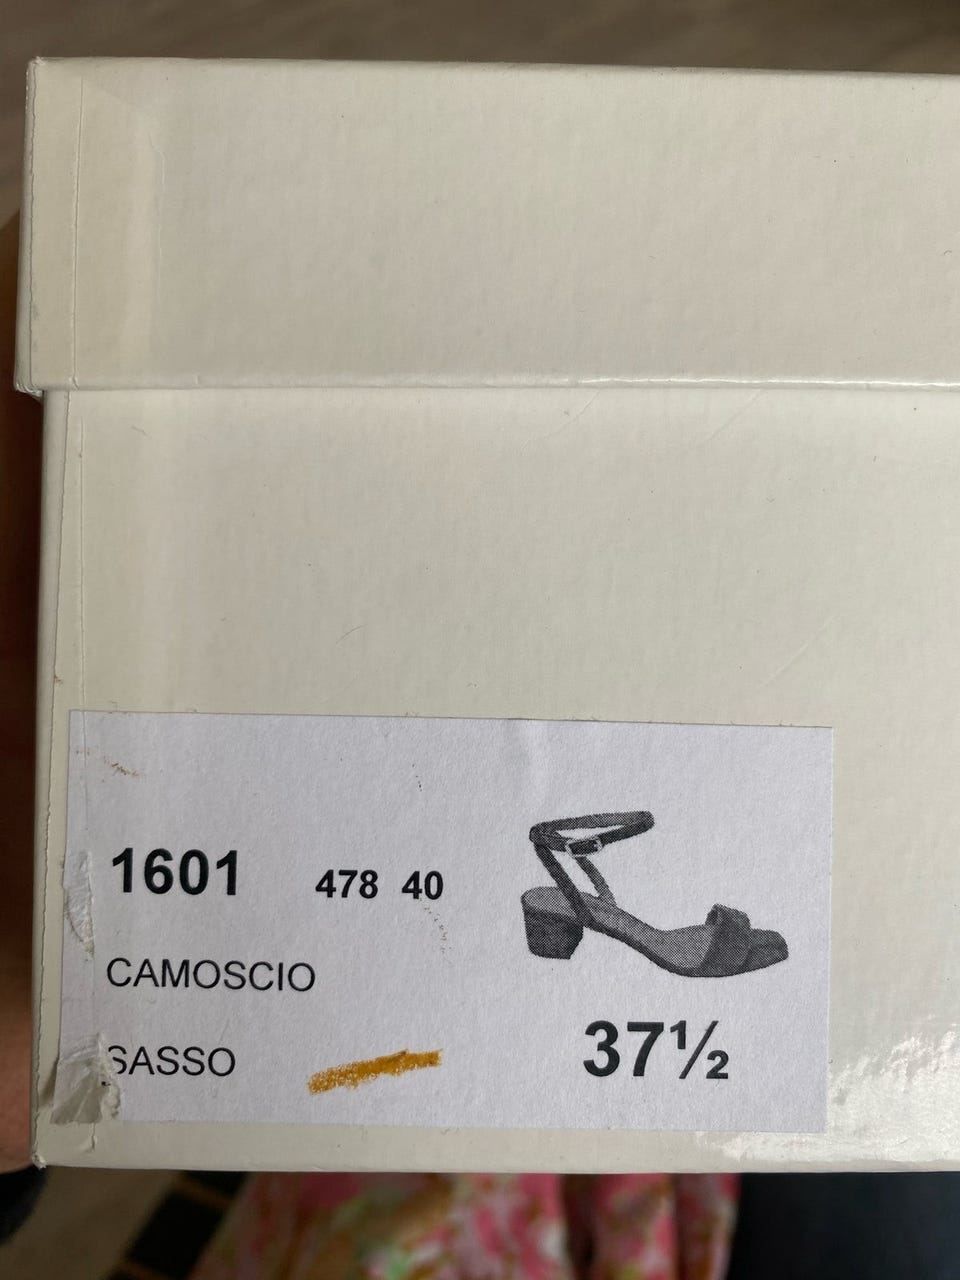 1601 478 40
CAMOSCIO
SASSO
37½